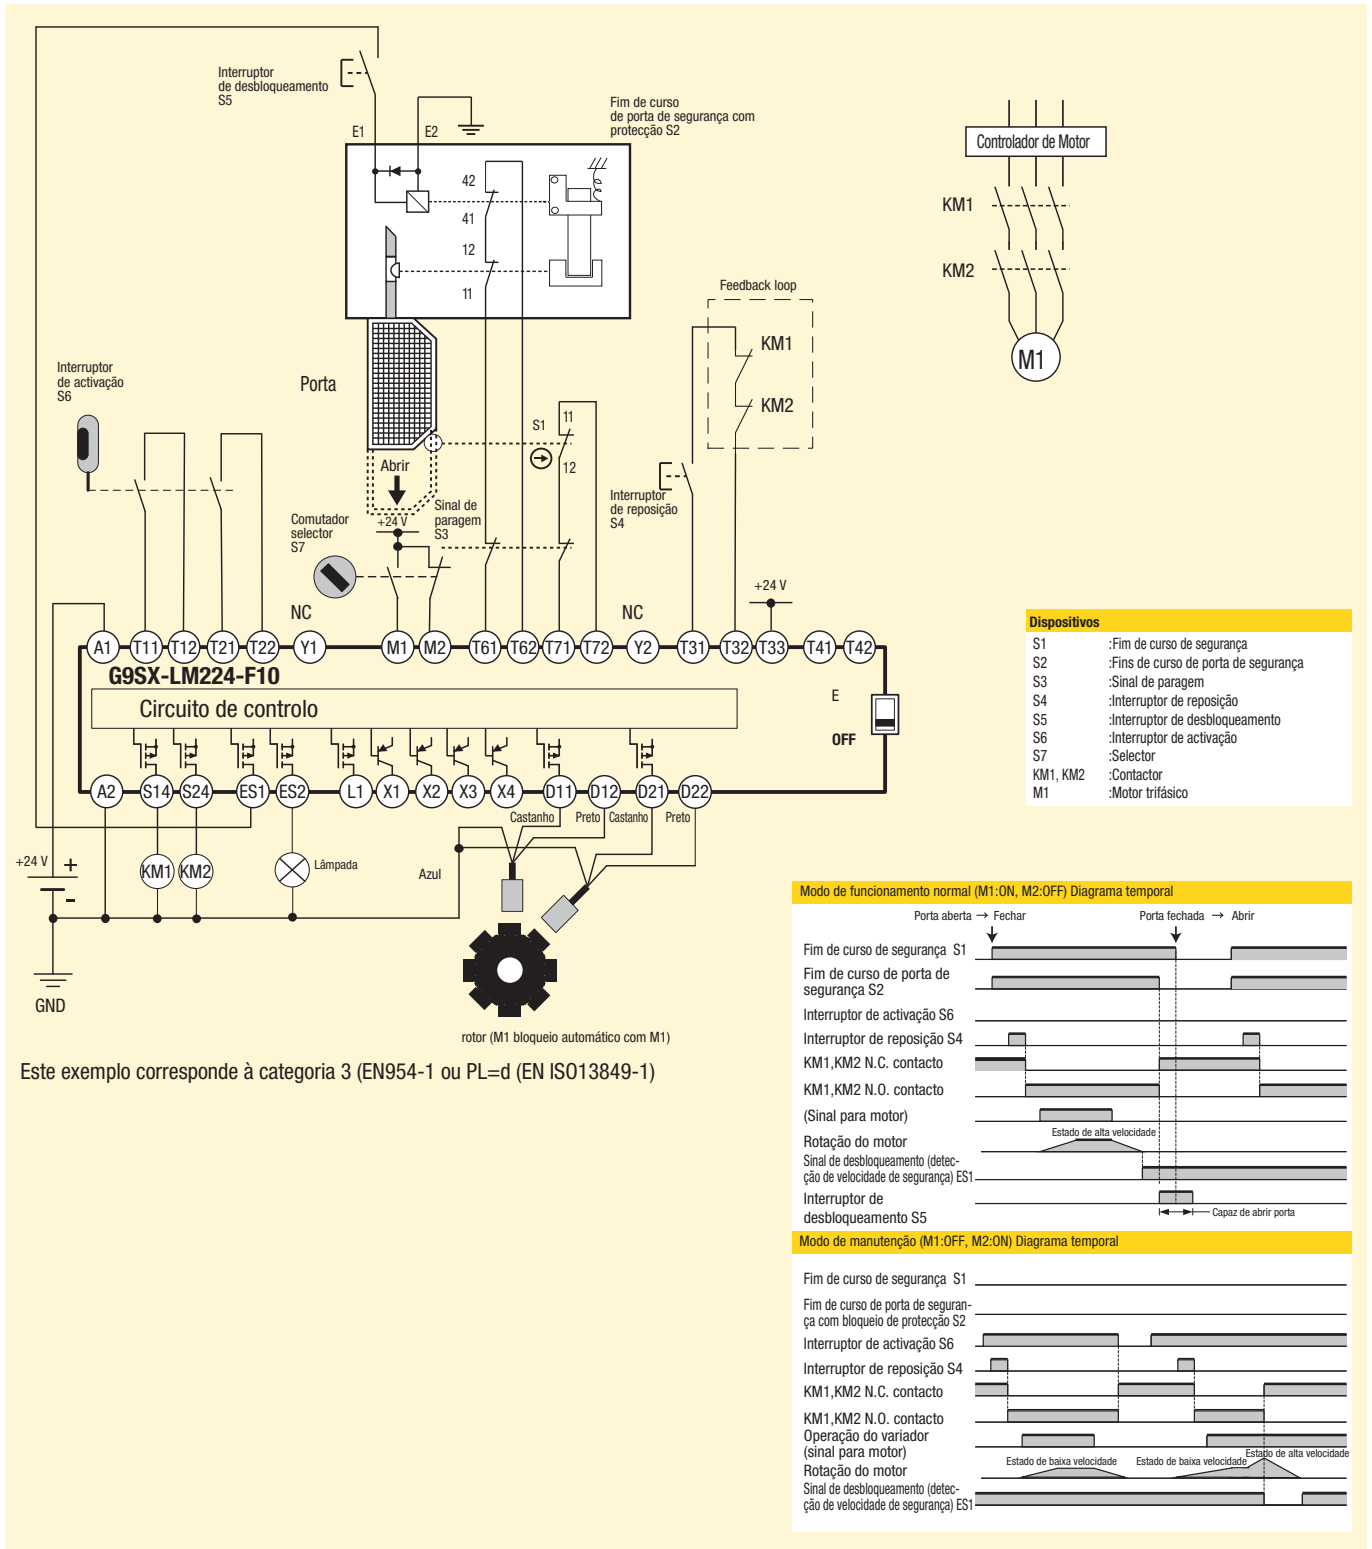 Interruptor
de desbloqueamento
S5
E1
E2
Fim de curso
de porta de segurança com
protecção S2
42
41
12
11
Controlador de Motor
KM1
KM2
M1
Feedback loop
KM1
KM2
Interruptor
de activação
S6
Porta
Abrir
S1
11
12
Interruptor
de reposição
S4
Sinal de
paragem
S3
+24 V
Comutador
selector
S7
NC
NC
+24 V
A1
T11
T12
T21
T22
Y1
M1
M2
T61
T62
T71
T72
Y2
T31
T32
T33
T41
T42
G9SX-LM224-F10
Circuito de controlo
E
OFF
A2
S14
S24
ES1
ES2
L1
X1
X2
X3
X4
D11
D12
D21
D22
Castanho
Preto
Castanho
Preto
+24 V
+
-
KM1
KM2
Lâmpada
Azul
GND
rotor (M1 bloqueio automático com M1)
Este exemplo corresponde à categoria 3 (EN954-1 ou PL=d (EN ISO13849-1)
Dispositivos
S1 :Fim de curso de segurança
S2 :Fins de curso de porta de segurança
S3 :Sinal de paragem
S4 :Interruptor de reposição
S5 :Interruptor de desbloqueamento
S6 :Interruptor de activação
S7 :Selector
KM1, KM2 :Contactor
M1 :Motor trifásico
Modo de funcionamento normal (M1:ON, M2:OFF) Diagrama temporal
Porta aberta → Fechar
Porta fechada → Abrir
Fim de curso de segurança S1
Fim de curso de porta de
segurança S2
Interruptor de activação S6
Interruptor de reposição S4
KM1,KM2 N.C. contacto
KM1,KM2 N.O. contacto
(Sinal para motor)
Estado de alta velocidade
Rotação do motor
Sinal de desbloqueamento (detec-
ção de velocidade de segurança) ES1
Interruptor de
desbloqueamento S5
Capaz de abrir porta
Modo de manutenção (M1:OFF, M2:ON) Diagrama temporal
Fim de curso de segurança S1
Fim de curso de porta de seguran-
ça com bloqueio de protecção S2
Interruptor de activação S6
Interruptor de reposição S4
KM1,KM2 N.C. contacto
KM1,KM2 N.O. contacto
Operação do variador
(sinal para motor)
Estado de baixa velocidade
Estado de baixa velocidade
Estado de alta velocidade
Rotação do motor
Sinal de desbloqueamento (detec-
ção de velocidade de segurança) ES1